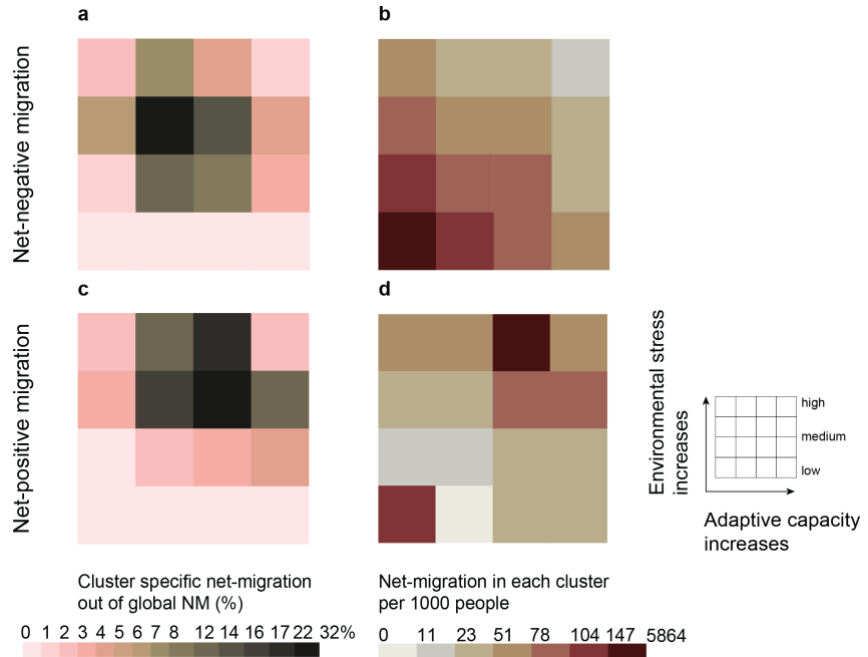 a
b
Net-negative migration
c
d
Net-positive migration
Environmental stress
increases
high
medium
low
Adaptive capacity
increases
Cluster specific net-migration
out of global NM (%)
0 1 2 3 4 5 6 7 8 12 14 16 17 22 32%
Net-migration in each cluster
per 1000 people
0 11 23 51 78 104 147 5864